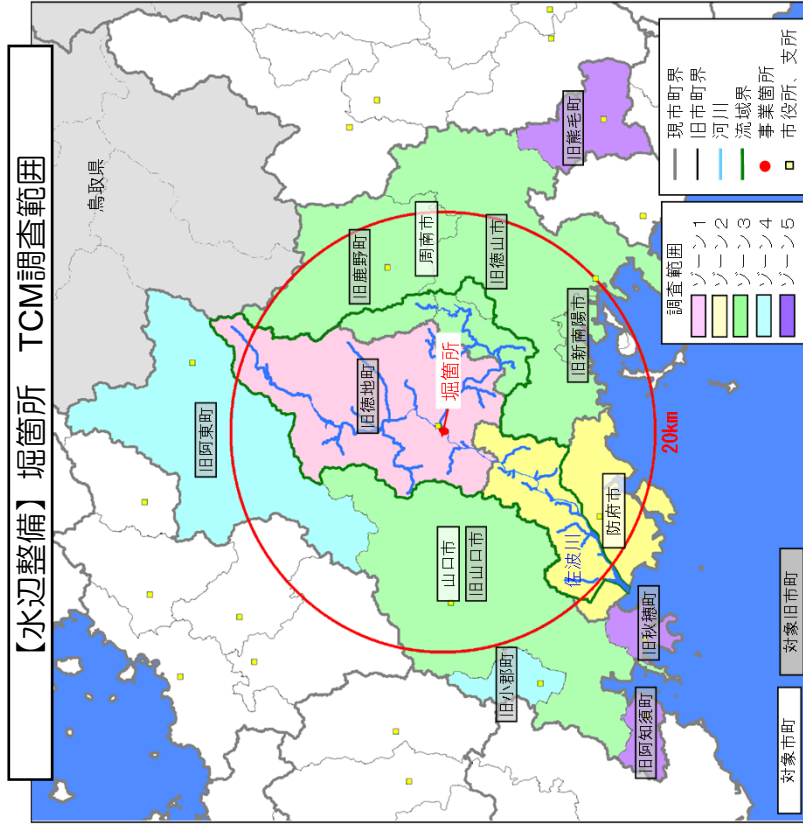 【水辺整備】 堀箇所 TCM調査範囲
鳥取県
旧阿東町
旧徳地町
旧鹿野町
周南市
旧徳山市
旧熊毛町
旧新南陽市
堀箇所
山口市
旧山口市
旧小郡町
佐波川
防府市
旧秋穂町
旧阿知須町
20km
調査範囲
ゾーン1
ゾーン2
ゾーン3
ゾーン4
ゾーン5
現市町界
旧市町界
河川
流域界
事業箇所
市役所、支所
対象市町
対象旧市町